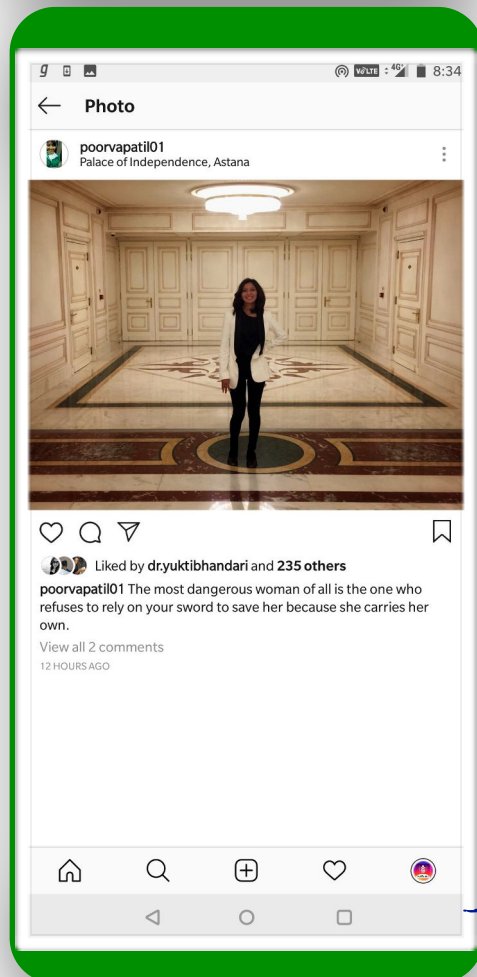 g VoLTE 4G+ 8:34
Photo
poorvapatil01
Palace of Independence, Astana
Liked by dr.yuktibhandari and 235 others
poorvapatil01 The most dangerous woman of all is the one who
refuses to rely on your sword to save her because she carries her
own.
View all 2 comments
12 HOURS AGO